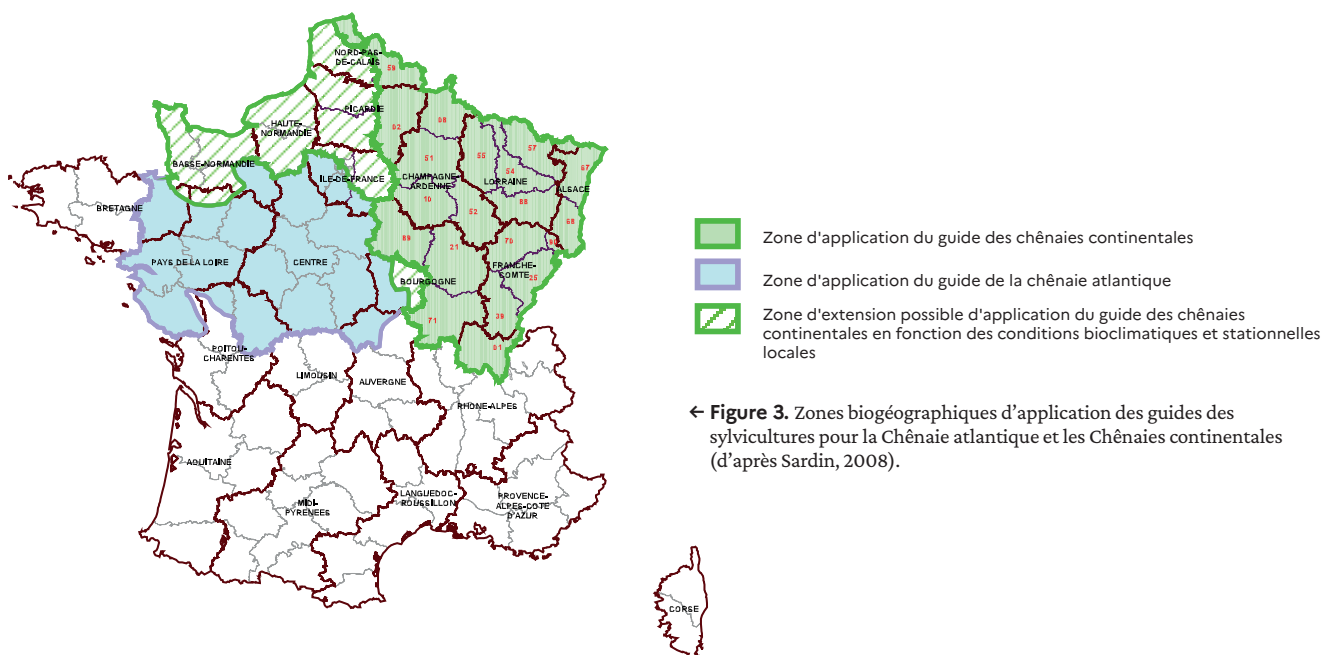 NORD-PAS-
DE-CALAIS
59
PICARDIE
02
08
HAUTE-
NORMANDIE
BASSE-NORMANDIE
ILE-DE-FRANCE
51
CHAMPAGNE
ARDENNE
10
52
55
57
54
LORRAINE
88
67
ALSACE
68
BRETAGNE
PAYS DE LA LOIRE
CENTRE
89
21
BOURGOGNE
71
70
90
FRANCHE-
COMTE
25
39
01
POITOU-
CHARENTES
LIMOUSIN
AUVERGNE
RHONE-ALPES
AQUITAINE
MIDI-
PYRENEES
LANGUEDOC-
ROUSSILLON
PROVENCE-
ALPES-COTE
D'AZUR
CORSE
Zone d'application du guide des chênaies continentales
Zone d'application du guide de la chênaie atlantique
Zone d'extension possible d'application du guide des chênaies
continentales en fonction des conditions bioclimatiques et stationnelles
locales
← Figure 3. Zones biogéographiques d’application des guides des
sylvicultures pour la Chênaie atlantique et les Chênaies continentales
(d’après Sardin, 2008).